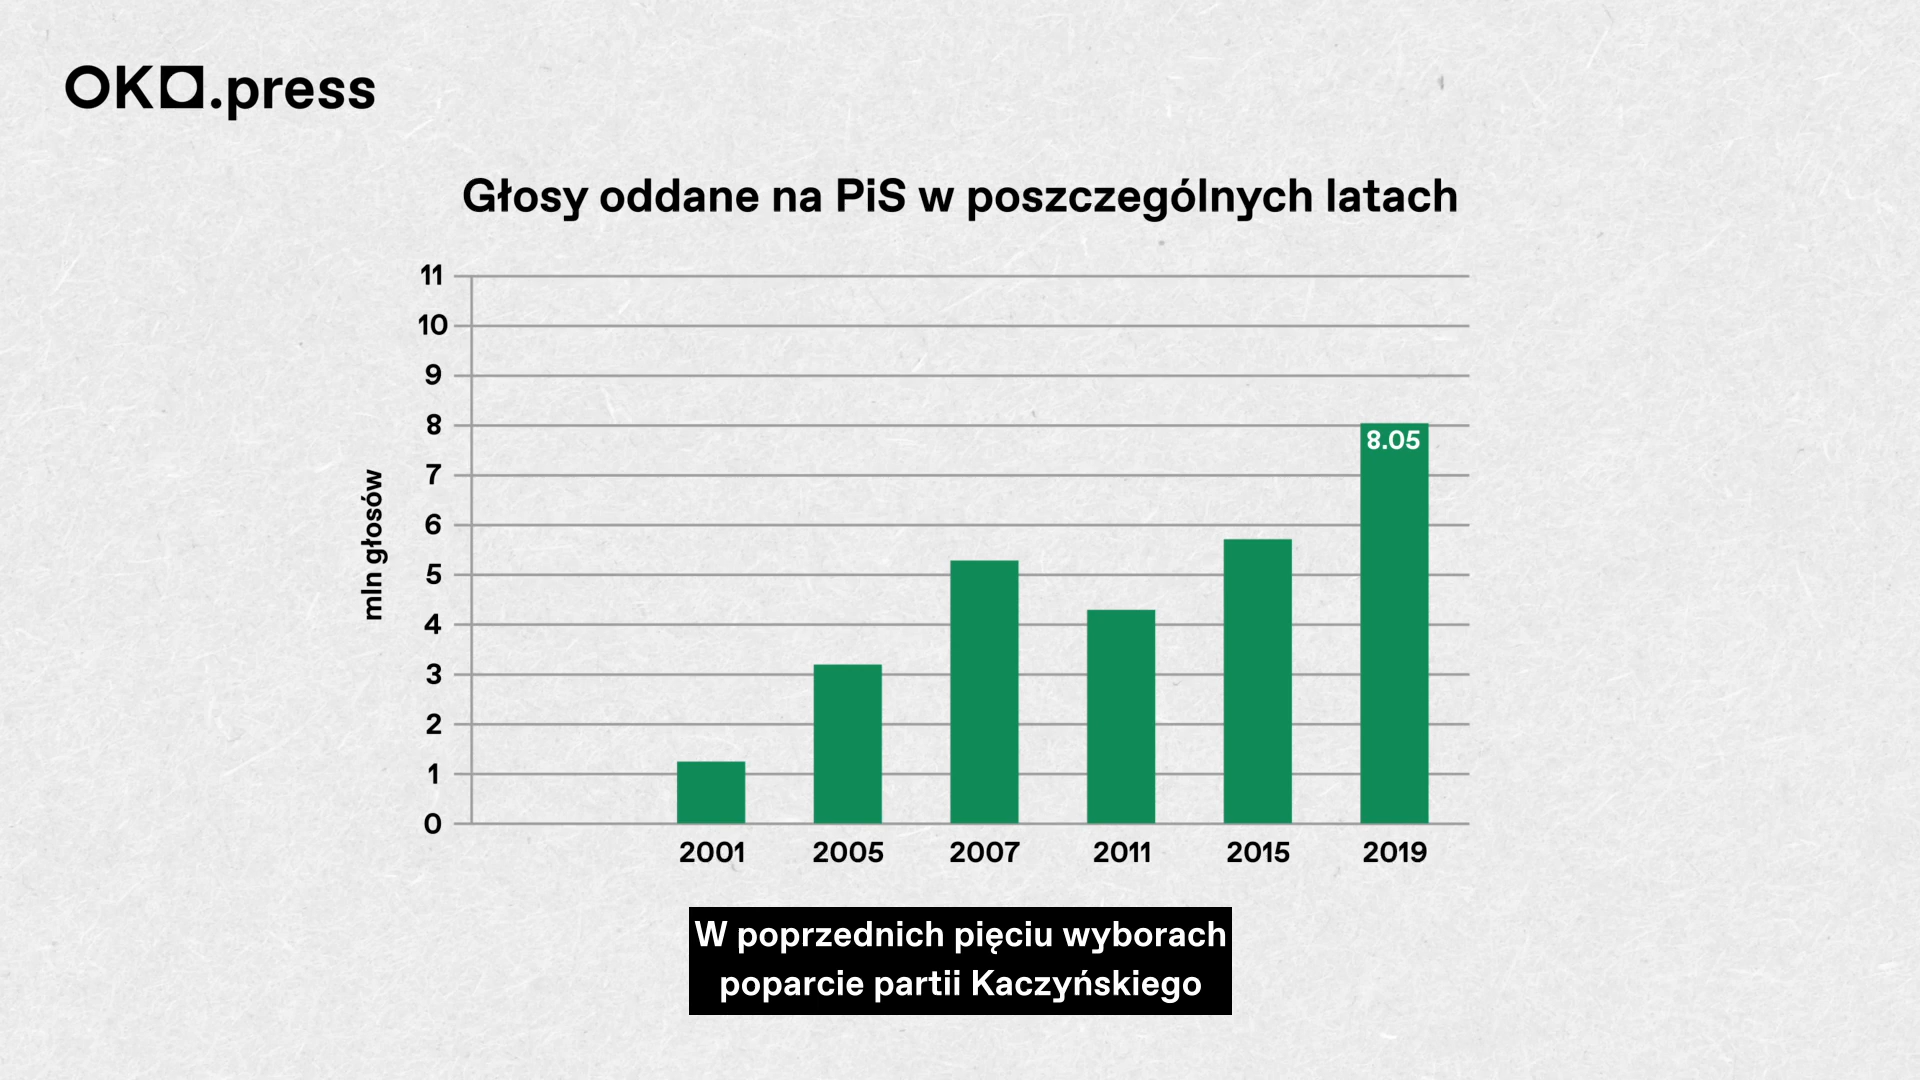 OKO.press
Głosy oddane na PiS w poszczególnych latach
mln głosów
11
10
9
8
7
6
5
4
3
2
1
0
8.05
2001 2005 2007 2011 2015 2019
W poprzednich pięciu wyborach
poparcie partii Kaczyńskiego